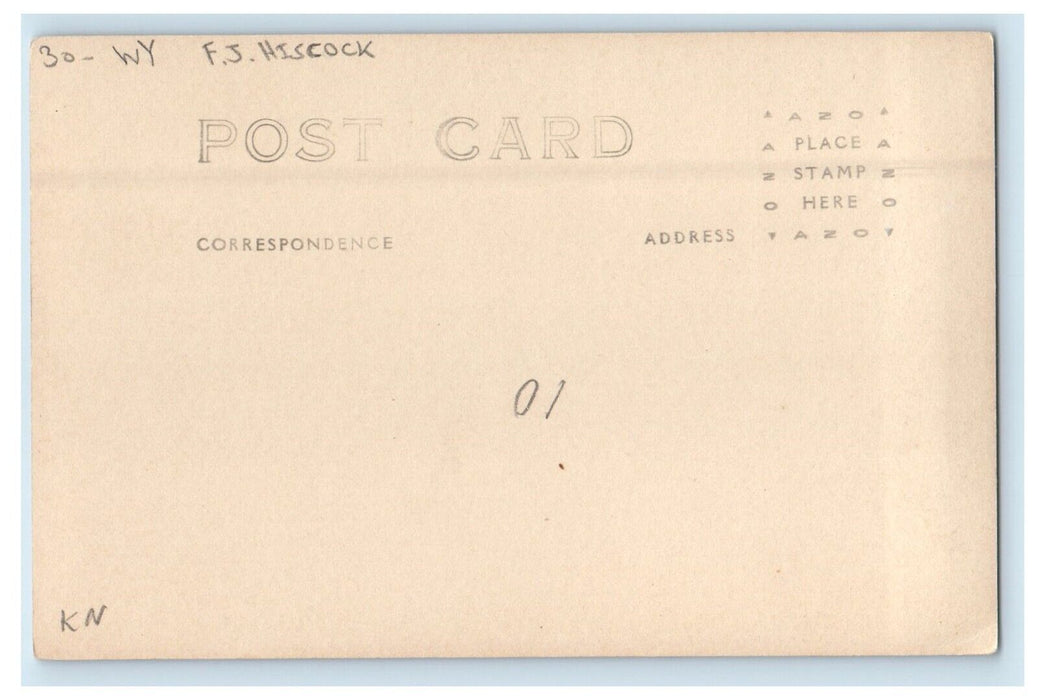 30- WY F.J. HISCOCK
POST CARD
AZO
A PLACE A
Z STAMP Z
O HERE O
AZO
CORRESPONDENCE ADDRESS
01
KN